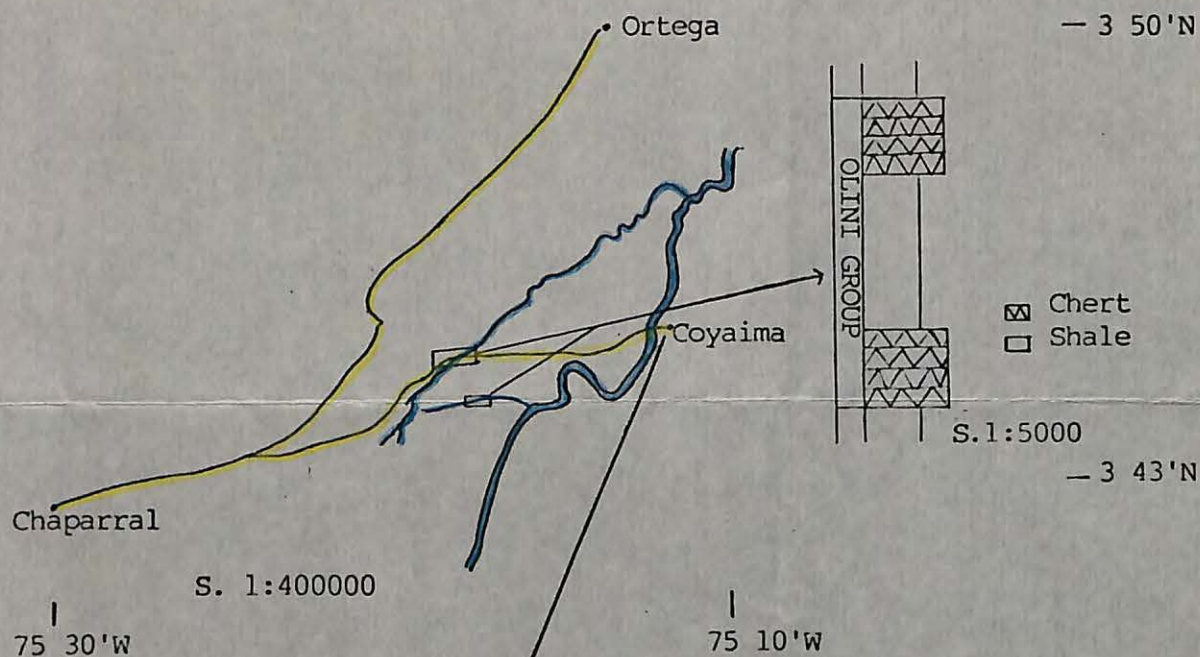 Ortega
— 3 50'N
OLINI GROUP
Coyaima
Chert
Shale
S.1:5000
— 3 43'N
Chaparral
S. 1:400000
75 30'W
75 10'W